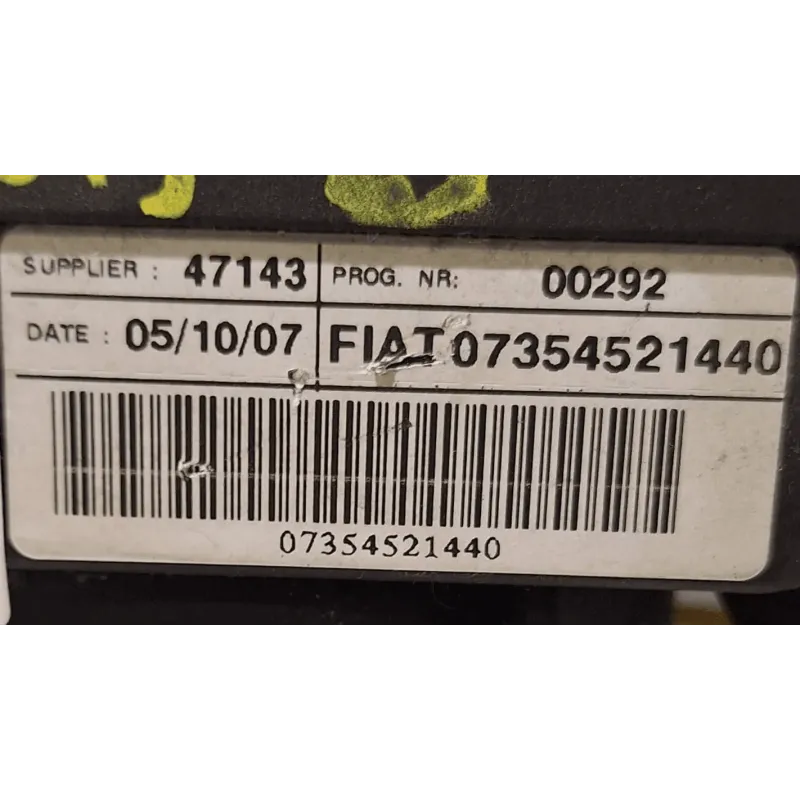 SUPPLIER : 47143 PROG. NR: 00292
DATE : 05/10/07 FIAT 07354521440
07354521440